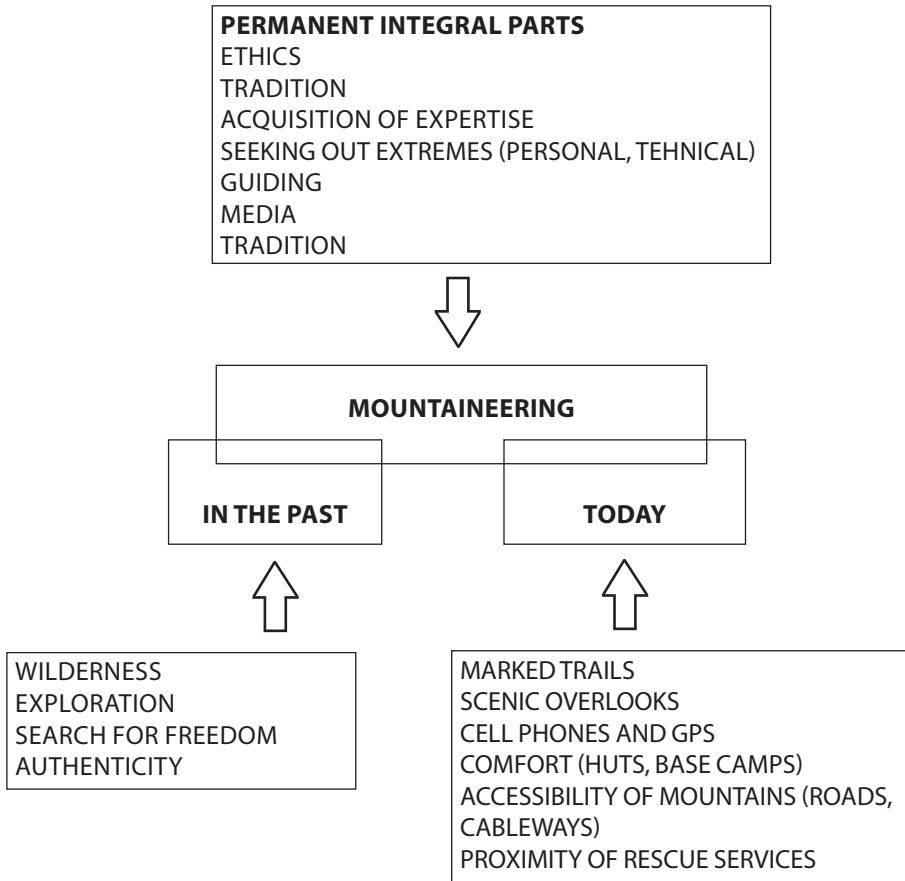 PERMANENT INTEGRAL PARTS
ETHICS
TRADITION
ACQUISITION OF EXPERTISE
SEEKING OUT EXTREMES (PERSONAL, TEHNICAL)
GUIDING
MEDIA
TRADITION
MOUNTAINEERING
IN THE PAST
TODAY
WILDERNESS
EXPLORATION
SEARCH FOR FREEDOM
AUTHENTICITY
MARKED TRAILS
SCENIC OVERLOOKS
CELL PHONES AND GPS
COMFORT (HUTS, BASE CAMPS)
ACCESSIBILITY OF MOUNTAINS (ROADS,
CABLEWAYS)
PROXIMITY OF RESCUE SERVICES